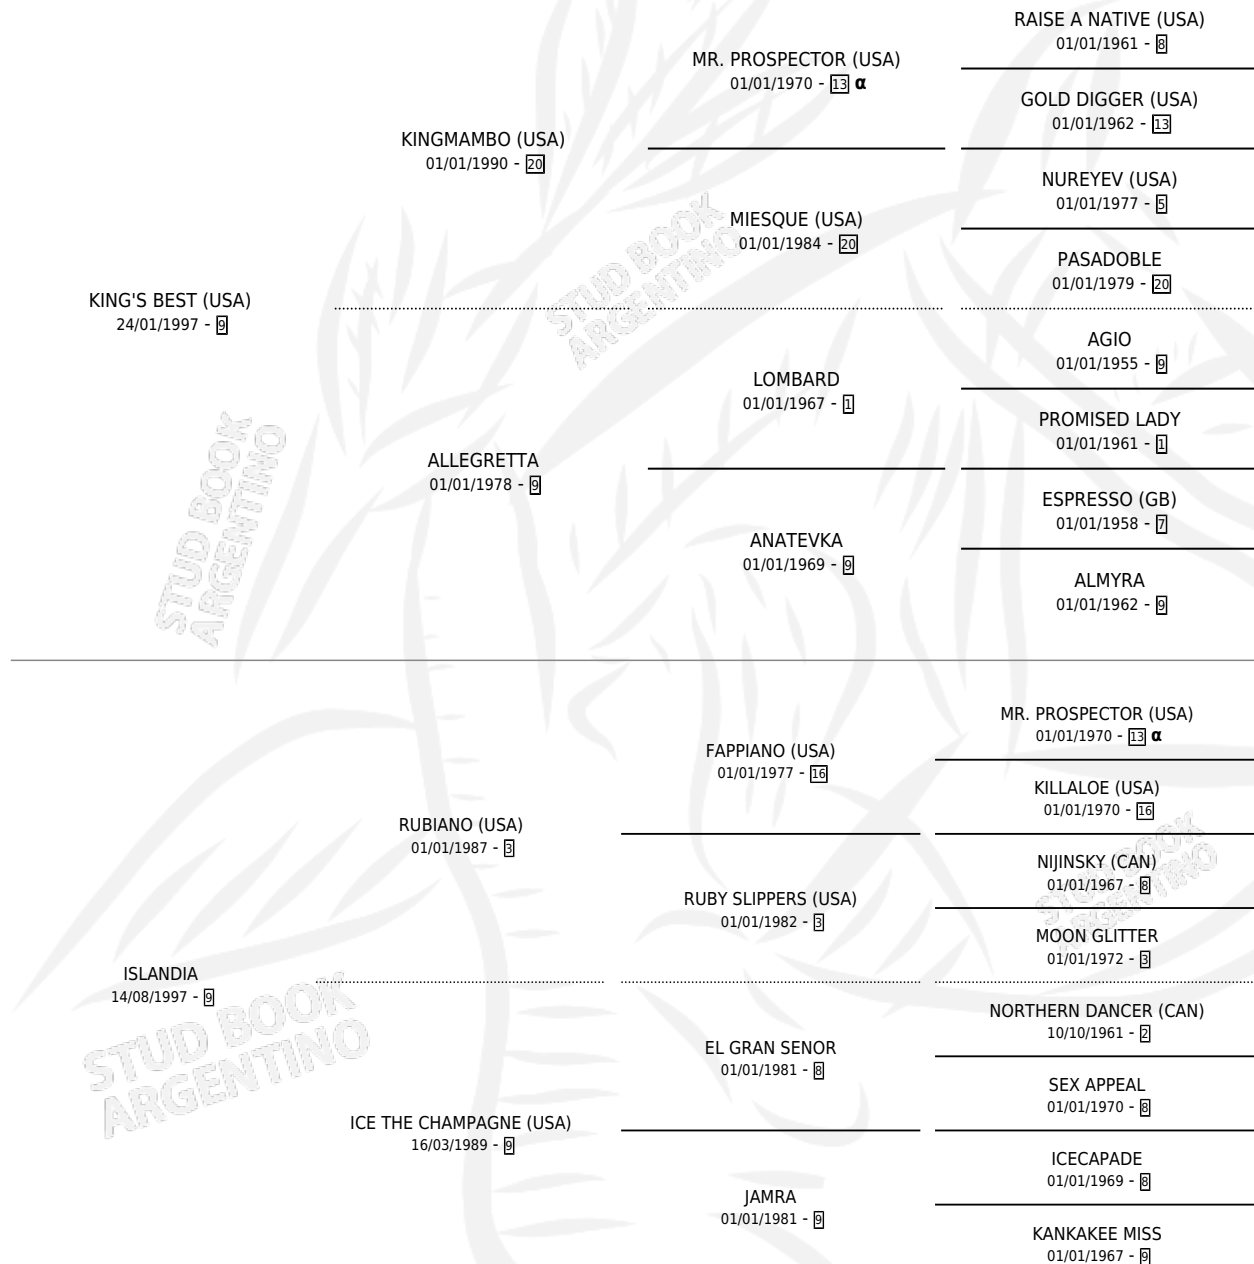 RAISE A NATIVE (USA)
01/01/1961 - 8
MR. PROSPECTOR (USA)
01/01/1970 - 13 α
GOLD DIGGER (USA)
01/01/1962 - 13
KINGMAMBO (USA)
01/01/1990 - 20
NUREYEV (USA)
01/01/1977 - 5
MIESQUE (USA)
01/01/1984 - 20
PASADOBLE
01/01/1979 - 20
KING'S BEST (USA)
24/01/1997 - 9
STUD BOOK
ARGENTINO
AGIO
01/01/1955 - 9
LOMBARD
01/01/1967 - 1
PROMISED LADY
01/01/1961 - 1
ALLEGRETTA
01/01/1978 - 9
STUD BOOK
ARGENTINO
ESPRESSO (GB)
01/01/1958 - 7
ANATEVKA
01/01/1969 - 9
ALMYRA
01/01/1962 - 9
MR. PROSPECTOR (USA)
01/01/1970 - 13 α
FAPPIANO (USA)
01/01/1977 - 16
KILLALOE (USA)
01/01/1970 - 16
RUBIANO (USA)
01/01/1987 - 3
STUD BOOK
ARGENTINO
NIJINSKY (CAN)
01/01/1967 - 8
RUBY SLIPPERS (USA)
01/01/1982 - 3
MOON GLITTER
01/01/1972 - 3
ISLANDIA
14/08/1997 - 9
STUD BOOK
ARGENTINO
NORTHERN DANCER (CAN)
10/10/1961 - 2
EL GRAN SENOR
01/01/1981 - 8
SEX APPEAL
01/01/1970 - 8
ICE THE CHAMPAGNE (USA)
16/03/1989 - 9
ICECAPADE
01/01/1969 - 8
JAMRA
01/01/1981 - 9
KANKAKEE MISS
01/01/1967 - 9